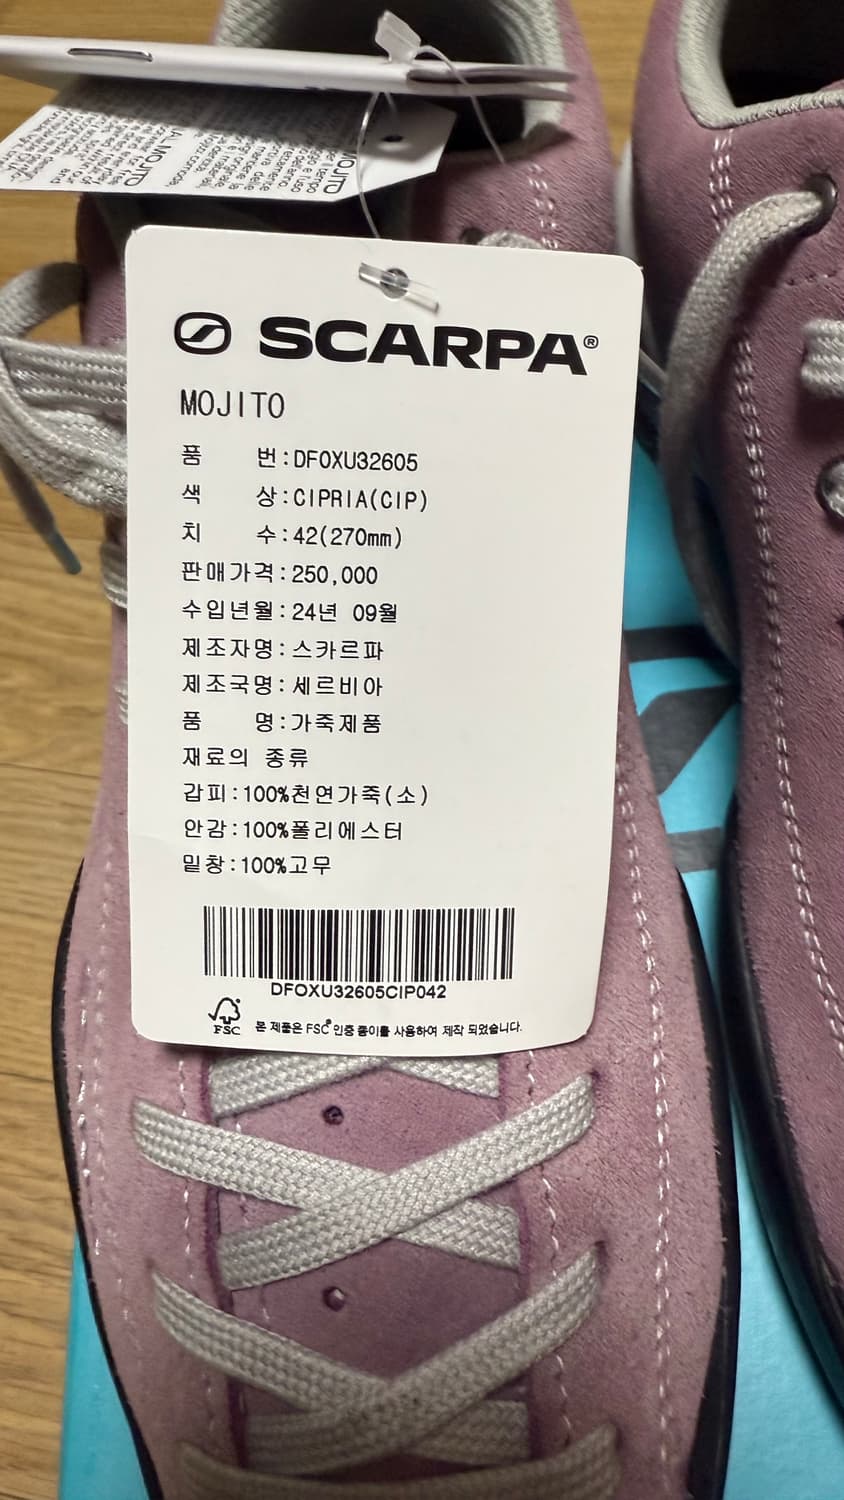 MOJITO
SCARPA®
MOJITO
품 번:DFOXU32605
색 상:CIPRIA(CIP)
치 수:42(270mm)
판매가격:250,000
수입년월:24년 09월
제조자명:스카르파
제조국명:세르비아
품 명:가죽제품
재료의 종류
갑피:100%천연가죽(소)
안감:100%폴리에스터
밑창:100%고무
DFOXU32605CIP042
FSC 본 제품은 FSC® 인증 종이를 사용하여 제작 되었습니다.